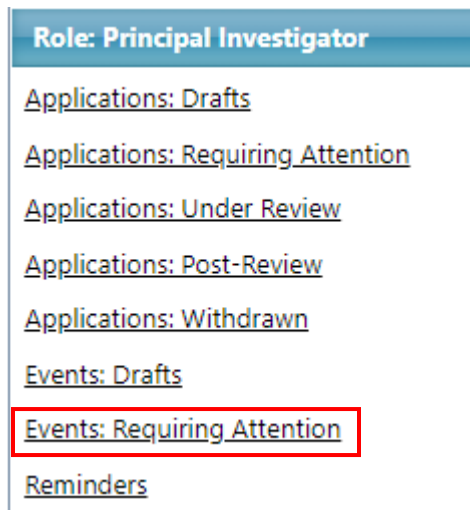 Role: Principal Investigator
Applications: Drafts
Applications: Requiring Attention
Applications: Under Review
Applications: Post-Review
Applications: Withdrawn
Events: Drafts
Events: Requiring Attention
Reminders